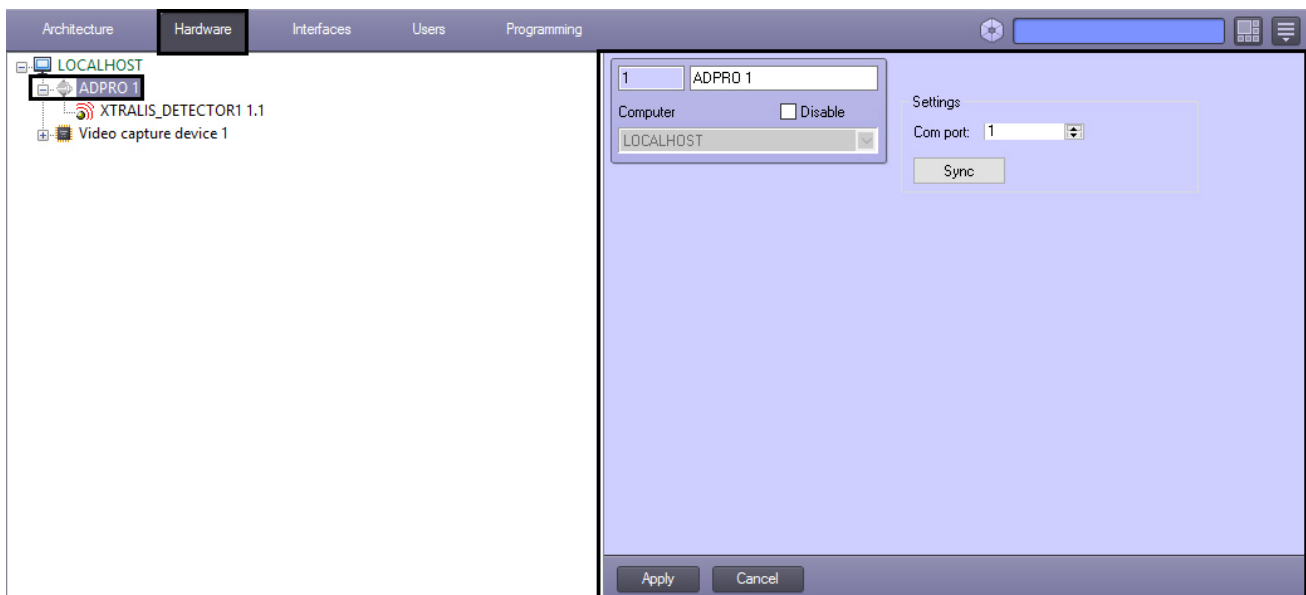 Architecture Hardware Interfaces Users Programming
LOCALHOST
ADPRO 1
XTRALIS_DETECTOR1 1.1
Video capture device 1
1 ADPRO 1
Computer Disable
LOCALHOST
Settings
Com port: 1
Sync
Apply Cancel